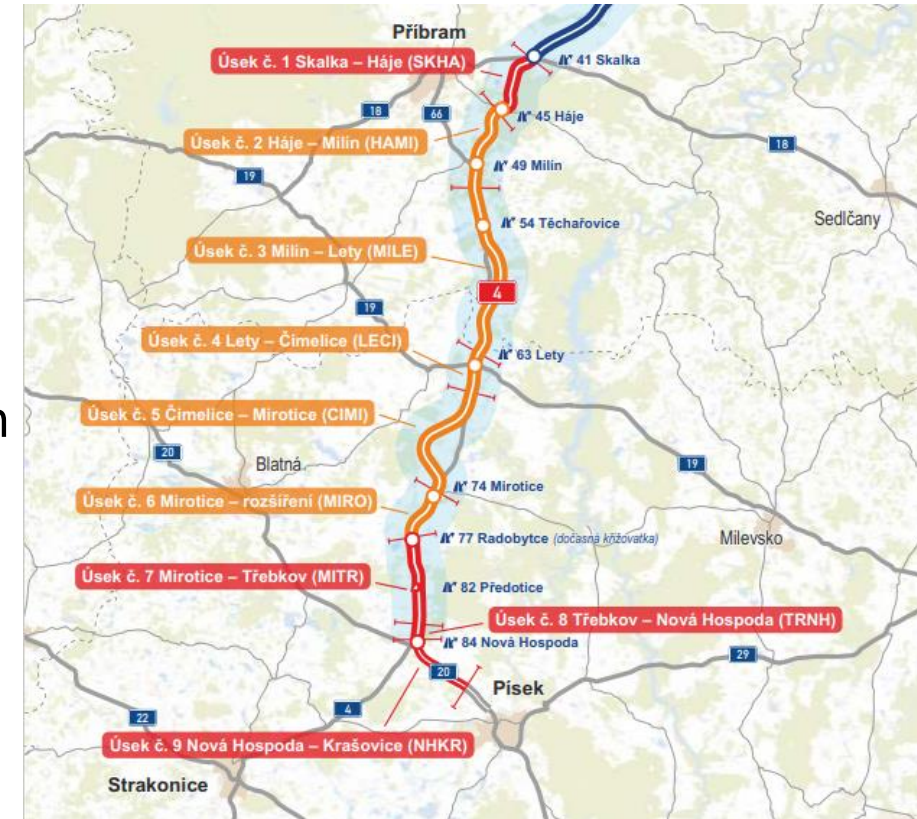 Příbram
Úsek č. 1 Skalka – Háje (SKHA)
41 Skalka
18
66
45 Háje
Úsek č. 2 Háje – Milín (HAMI)
18
19
49 Milín
Sedlčany
54 Těchařovice
Úsek č. 3 Milín – Lety (MILE)
4
19
Úsek č. 4 Lety – Čimelice (LECI)
63 Lety
Úsek č. 5 Čimelice – Mirotice (CIMI)
20
Blatná
19
74 Mirotice
Úsek č. 6 Mirotice – rozšíření (MIRO)
77 Radobytce (dočasná křižovatka)
Milevsko
Úsek č. 7 Mirotice – Třebkov (MITR)
82 Předotice
Úsek č. 8 Třebkov – Nová Hospoda (TRNH)
84 Nová Hospoda
29
20
Písek
22
4
Úsek č. 9 Nová Hospoda – Krašovice (NHKR)
Strakonice